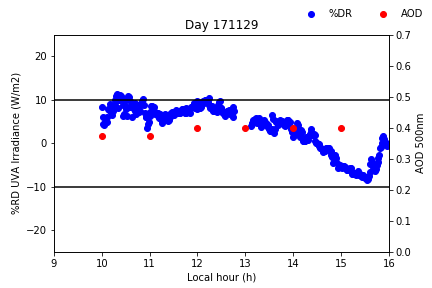 %DR AOD
Day 171129
%RD UVA Irradiance (W/m2)
20
10
0
−10
−20
0.7
0.6
0.5
0.4
0.3
0.2
0.1
0.0
AOD 500nm
9 10 11 12 13 14 15 16
Local hour (h)